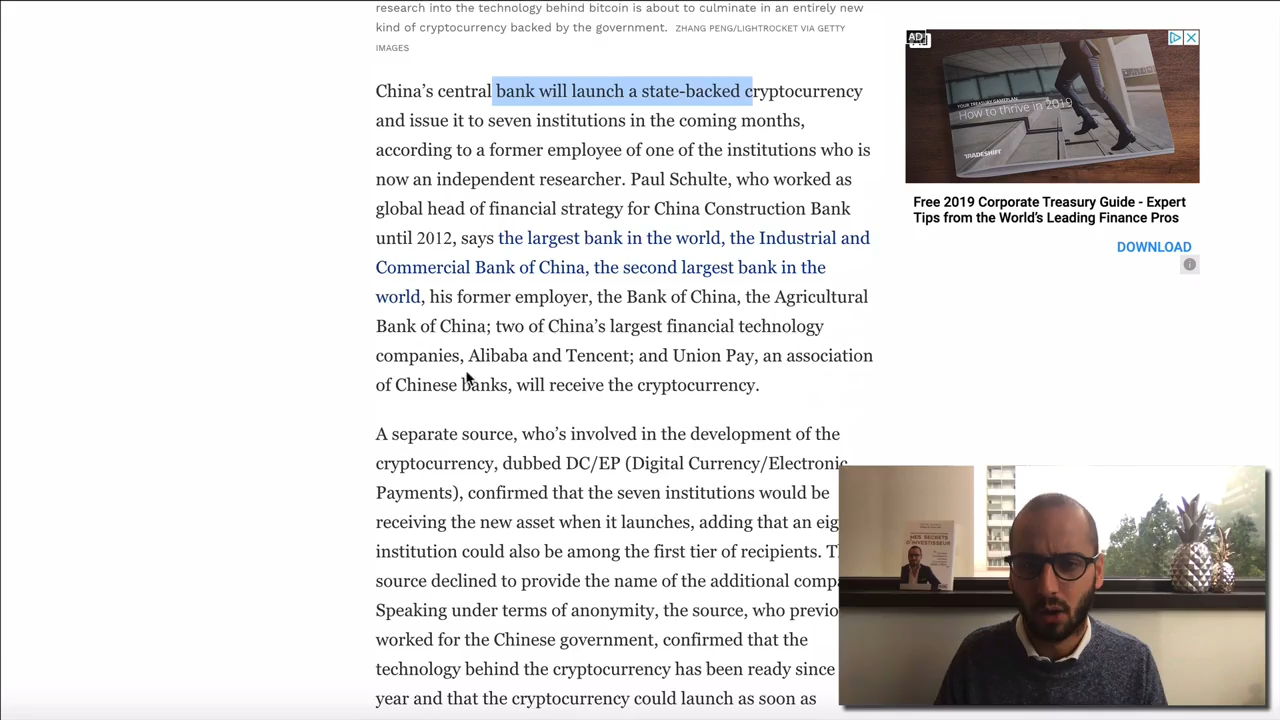 research into the technology behind bitcoin is about to culminate in an entirely new
kind of cryptocurrency backed by the government. ZHANG PENG/LIGHTROCKET VIA GETTY
IMAGES
China’s central bank will launch a state-backed cryptocurrency
and issue it to seven institutions in the coming months,
according to a former employee of one of the institutions who is
now an independent researcher. Paul Schulte, who worked as
global head of financial strategy for China Construction Bank
until 2012, says the largest bank in the world, the Industrial and
Commercial Bank of China, the second largest bank in the
world, his former employer, the Bank of China, the Agricultural
Bank of China; two of China’s largest financial technology
companies, Alibaba and Tencent; and Union Pay, an association
of Chinese banks, will receive the cryptocurrency.
A separate source, who’s involved in the development of the
cryptocurrency, dubbed DC/EP (Digital Currency/Electronic
Payments), confirmed that the seven institutions would be
receiving the new asset when it launches, adding that an eig
institution could also be among the first tier of recipients. T
source declined to provide the name of the additional compa
Speaking under terms of anonymity, the source, who previo
worked for the Chinese government, confirmed that the
technology behind the cryptocurrency has been ready since
year and that the cryptocurrency could launch as soon as
AD
YOUR TREASURY GAMEPLAN
How to thrive in 2019
TRADESHIFT
Free 2019 Corporate Treasury Guide - Expert
Tips from the World’s Leading Finance Pros
DOWNLOAD
MES SECRETS
D'INVESTISSEUR